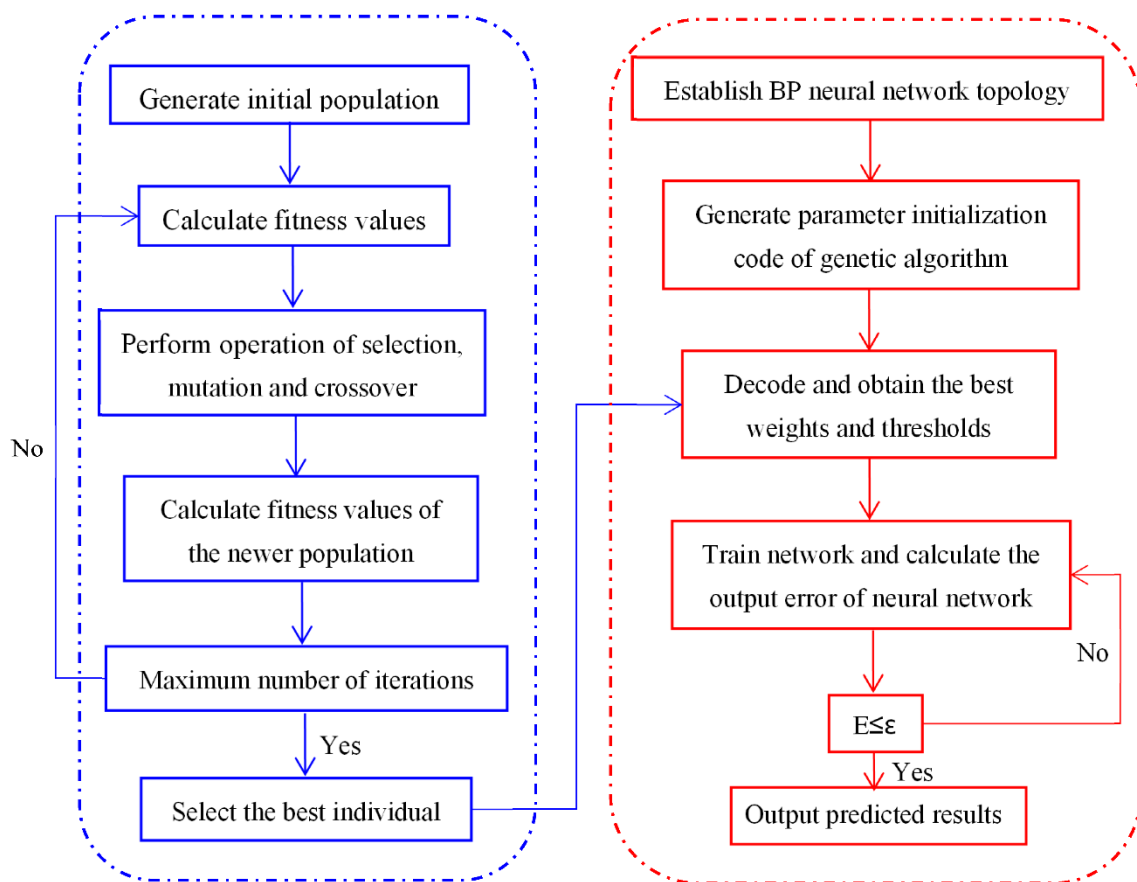 Generate initial population
Calculate fitness values
Perform operation of selection,
mutation and crossover
No
Calculate fitness values of
the newer population
Maximum number of iterations
Yes
Select the best individual
Establish BP neural network topology
Generate parameter initialization
code of genetic algorithm
Decode and obtain the best
weights and thresholds
Train network and calculate the
output error of neural network
No
E≤ε
Yes
Output predicted results